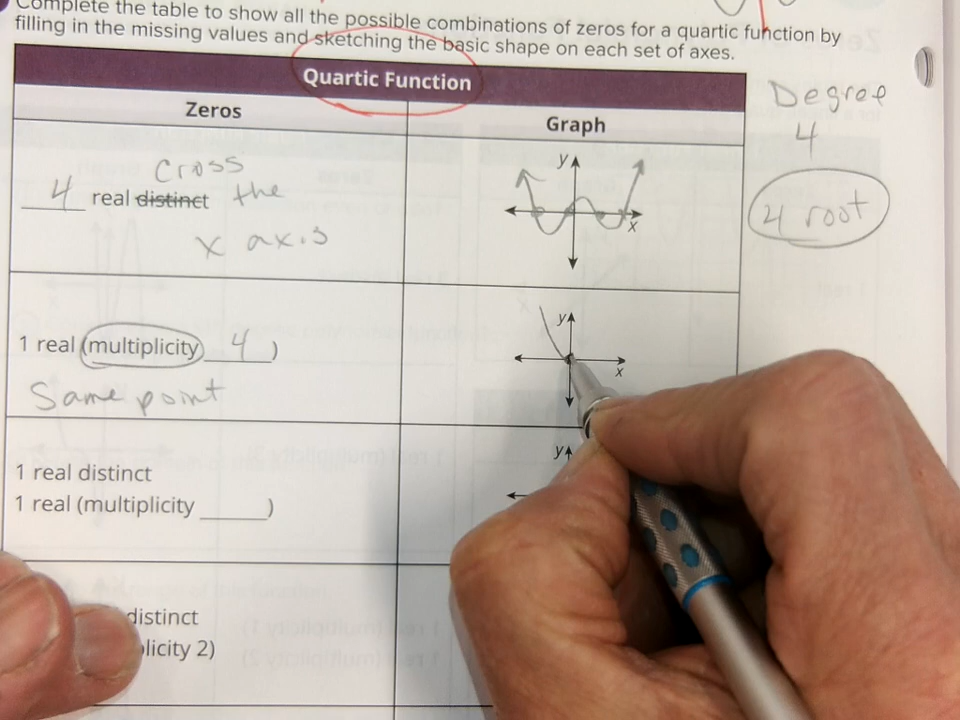 Complete the table to show all the possible combinations of zeros for a quartic function by
filling in the missing values and sketching the basic shape on each set of axes.
Quartic Function
Zeros
Graph
Degree
4
4 root
Cross
4 real distinct the
x axis
y
x
1 real (multiplicity 4)
Same point
y
x
1 real distinct
1 real (multiplicity ______)
y
distinct
licity 2)